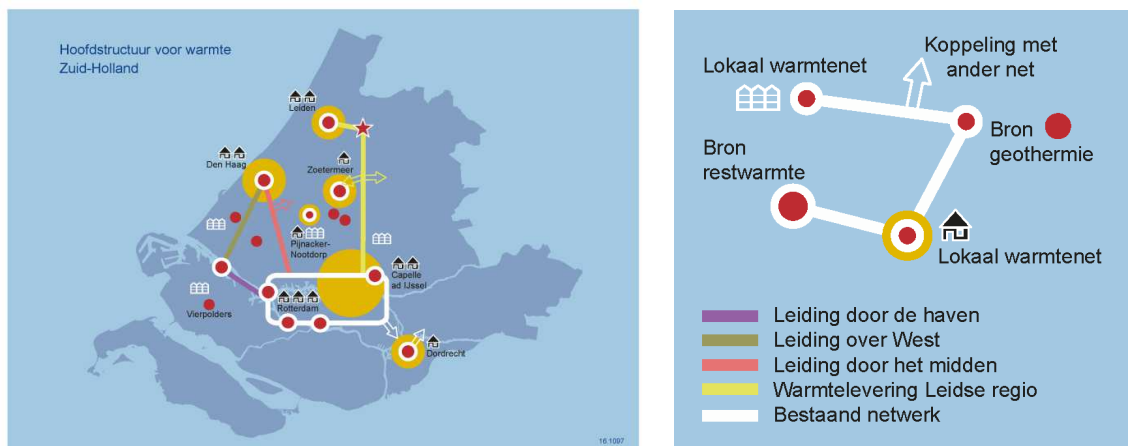 Hoofdstructuur voor warmte
Zuid-Holland
Leiden
Den Haag
Zoetermeer
Pijnacker-
Nootdorp
Capelle
ad IJssel
Rotterdam
Vierpolders
Dordrecht
16.1097
Lokaal warmtenet
Koppeling met
ander net
Bron
geothermie
Bron
restwarmte
Lokaal warmtenet
Leiding door de haven
Leiding over West
Leiding door het midden
Warmtelevering Leidse regio
Bestaand netwerk